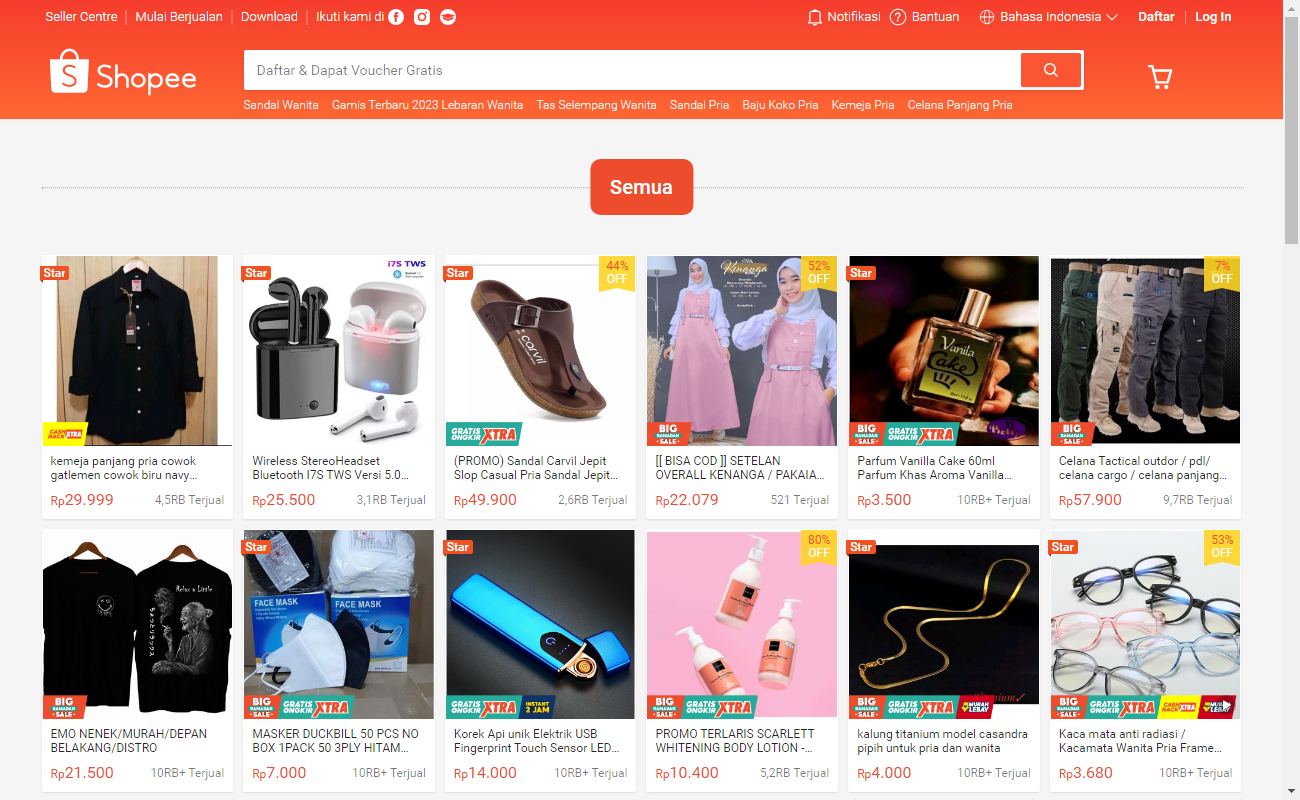 Seller Centre
Mulai Berjualan
Download
Ikuti kami di
Notifikasi
Bantuan
Bahasa Indonesia
Daftar
Log In
Shopee
Daftar & Dapat Voucher Gratis
Sandal Wanita
Gamis Terbaru 2023 Lebaran Wanita
Tas Selempang Wanita
Sandal Pria
Baju Koko Pria
Kemeja Pria
Celana Panjang Pria
Semua
Star
CASH BACK XTRA
kemeja panjang pria cowok
gatlemen cowok biru navy...
Rp29.999
4,5RB Terjual
Star
i7S TWS
Wireless StereoHeadset
Bluetooth I7S TWS Versi 5.0...
Rp25.500
3,1RB Terjual
Star
44%
OFF
carvil
GRATIS ONGKIR XTRA
(PROMO) Sandal Carvil Jepit
Slop Casual Pria Sandal Jepit...
Rp49.900
2,6RB Terjual
52%
OFF
Kenanga
BIG
RAMADAN
SALE
[[ BISA COD ]] SETELAN
OVERALL KENANGA / PAKAIA...
Rp22.079
521 Terjual
Star
Vanila
Cake
BIG
RAMADAN
SALE
GRATIS ONGKIR XTRA
Parfum Vanilla Cake 60ml
Parfum Khas Aroma Vanilla...
Rp3.500
10RB+ Terjual
7%
OFF
BIG
RAMADAN
SALE
Celana Tactical outdor / pdl/
celana cargo / celana panjang...
Rp57.900
9,7RB Terjual
Relax a Little
BIG
RAMADAN
SALE
EMO NENEK/MURAH/DEPAN
BELAKANG/DISTRO
Rp21.500
10RB+ Terjual
Star
FACE MASK
FACE MASK
BIG
RAMADAN
SALE
GRATIS ONGKIR XTRA
MASKER DUCKBILL 50 PCS NO
BOX 1PACK 50 3PLY HITAM...
Rp7.000
10RB+ Terjual
Star
GRATIS ONGKIR XTRA
INSTANT
2 JAM
Korek Api unik Elektrik USB
Fingerprint Touch Sensor LED...
Rp14.000
10RB+ Terjual
80%
OFF
BIG
RAMADAN
SALE
GRATIS ONGKIR XTRA
PROMO TERLARIS SCARLETT
WHITENING BODY LOTION -...
Rp10.400
5,2RB Terjual
Star
BIG
RAMADAN
SALE
GRATIS ONGKIR XTRA
MURAH
LEBAY
kalung titanium model casandra
pipih untuk pria dan wanita
Rp4.000
10RB+ Terjual
Star
53%
OFF
BIG
RAMADAN
SALE
GRATIS ONGKIR XTRA
CASH BACK XTRA
MURAH
LEBAY
Kaca mata anti radiasi /
Kacamata Wanita Pria Frame...
Rp3.680
10RB+ Terjual